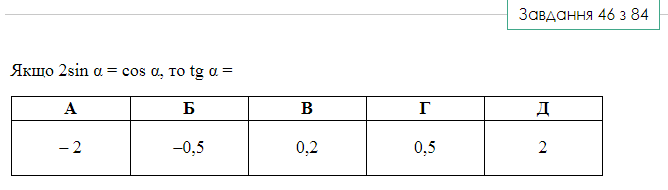 Завдання 46 з 84
Якщо 2sin α = cos α, то tg α =
А Б В Г Д
– 2 –0,5 0,2 0,5 2